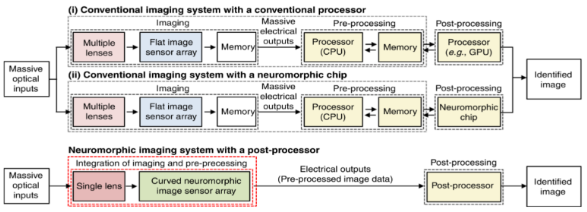 (i) Conventional imaging system with a conventional processor
Imaging
Massive
electrical
outputs
Pre-processing
Post-processing
Multiple
lenses
Flat image
sensor array
Memory
Processor
(CPU)
Memory
Processor
(e.g., GPU)
Massive
optical
inputs
(ii) Conventional imaging system with a neuromorphic chip
Identified
image
Imaging
Massive
electrical
outputs
Pre-processing
Post-processing
Multiple
lenses
Flat image
sensor array
Memory
Processor
(CPU)
Memory
Neuromorphic
chip
Neuromorphic imaging system with a post-processor
Integration of imaging and pre-precessing
Massive
optical
inputs
Single lens
Curved neuromorphic
image sensor array
Electrical outputs
(Pre-processed image data)
Post-processing
Post-processor
Identified
image